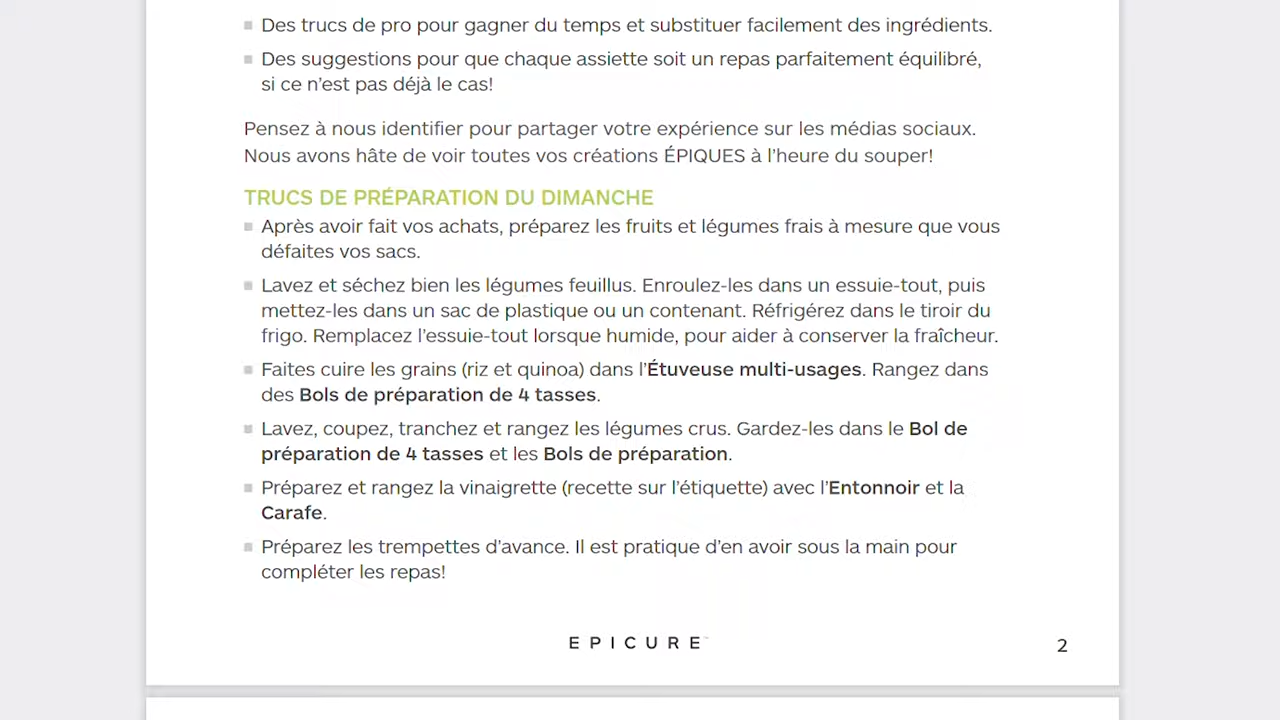 Des trucs de pro pour gagner du temps et substituer facilement des ingrédients.
Des suggestions pour que chaque assiette soit un repas parfaitement équilibré,
si ce n'est pas déjà le cas!
Pensez à nous identifier pour partager votre expérience sur les médias sociaux.
Nous avons hâte de voir toutes vos créations ÉPIQUES à l'heure du souper!
TRUCS DE PRÉPARATION DU DIMANCHE
Après avoir fait vos achats, préparez les fruits et légumes frais à mesure que vous
défaites vos sacs.
Lavez et séchez bien les légumes feuillus. Enroulez-les dans un essuie-tout, puis
mettez-les dans un sac de plastique ou un contenant. Réfrigérez dans le tiroir du
frigo. Remplacez l'essuie-tout lorsque humide, pour aider à conserver la fraîcheur.
Faites cuire les grains (riz et quinoa) dans l'Étuveuse multi-usages. Rangez dans
des Bols de préparation de 4 tasses.
Lavez, coupez, tranchez et rangez les légumes crus. Gardez-les dans le Bol de
préparation de 4 tasses et les Bols de préparation.
Préparez et rangez la vinaigrette (recette sur l'étiquette) avec l'Entonnoir et la
Carafe.
Préparez les trempettes d'avance. Il est pratique d'en avoir sous la main pour
compléter les repas!
EPICURE
2